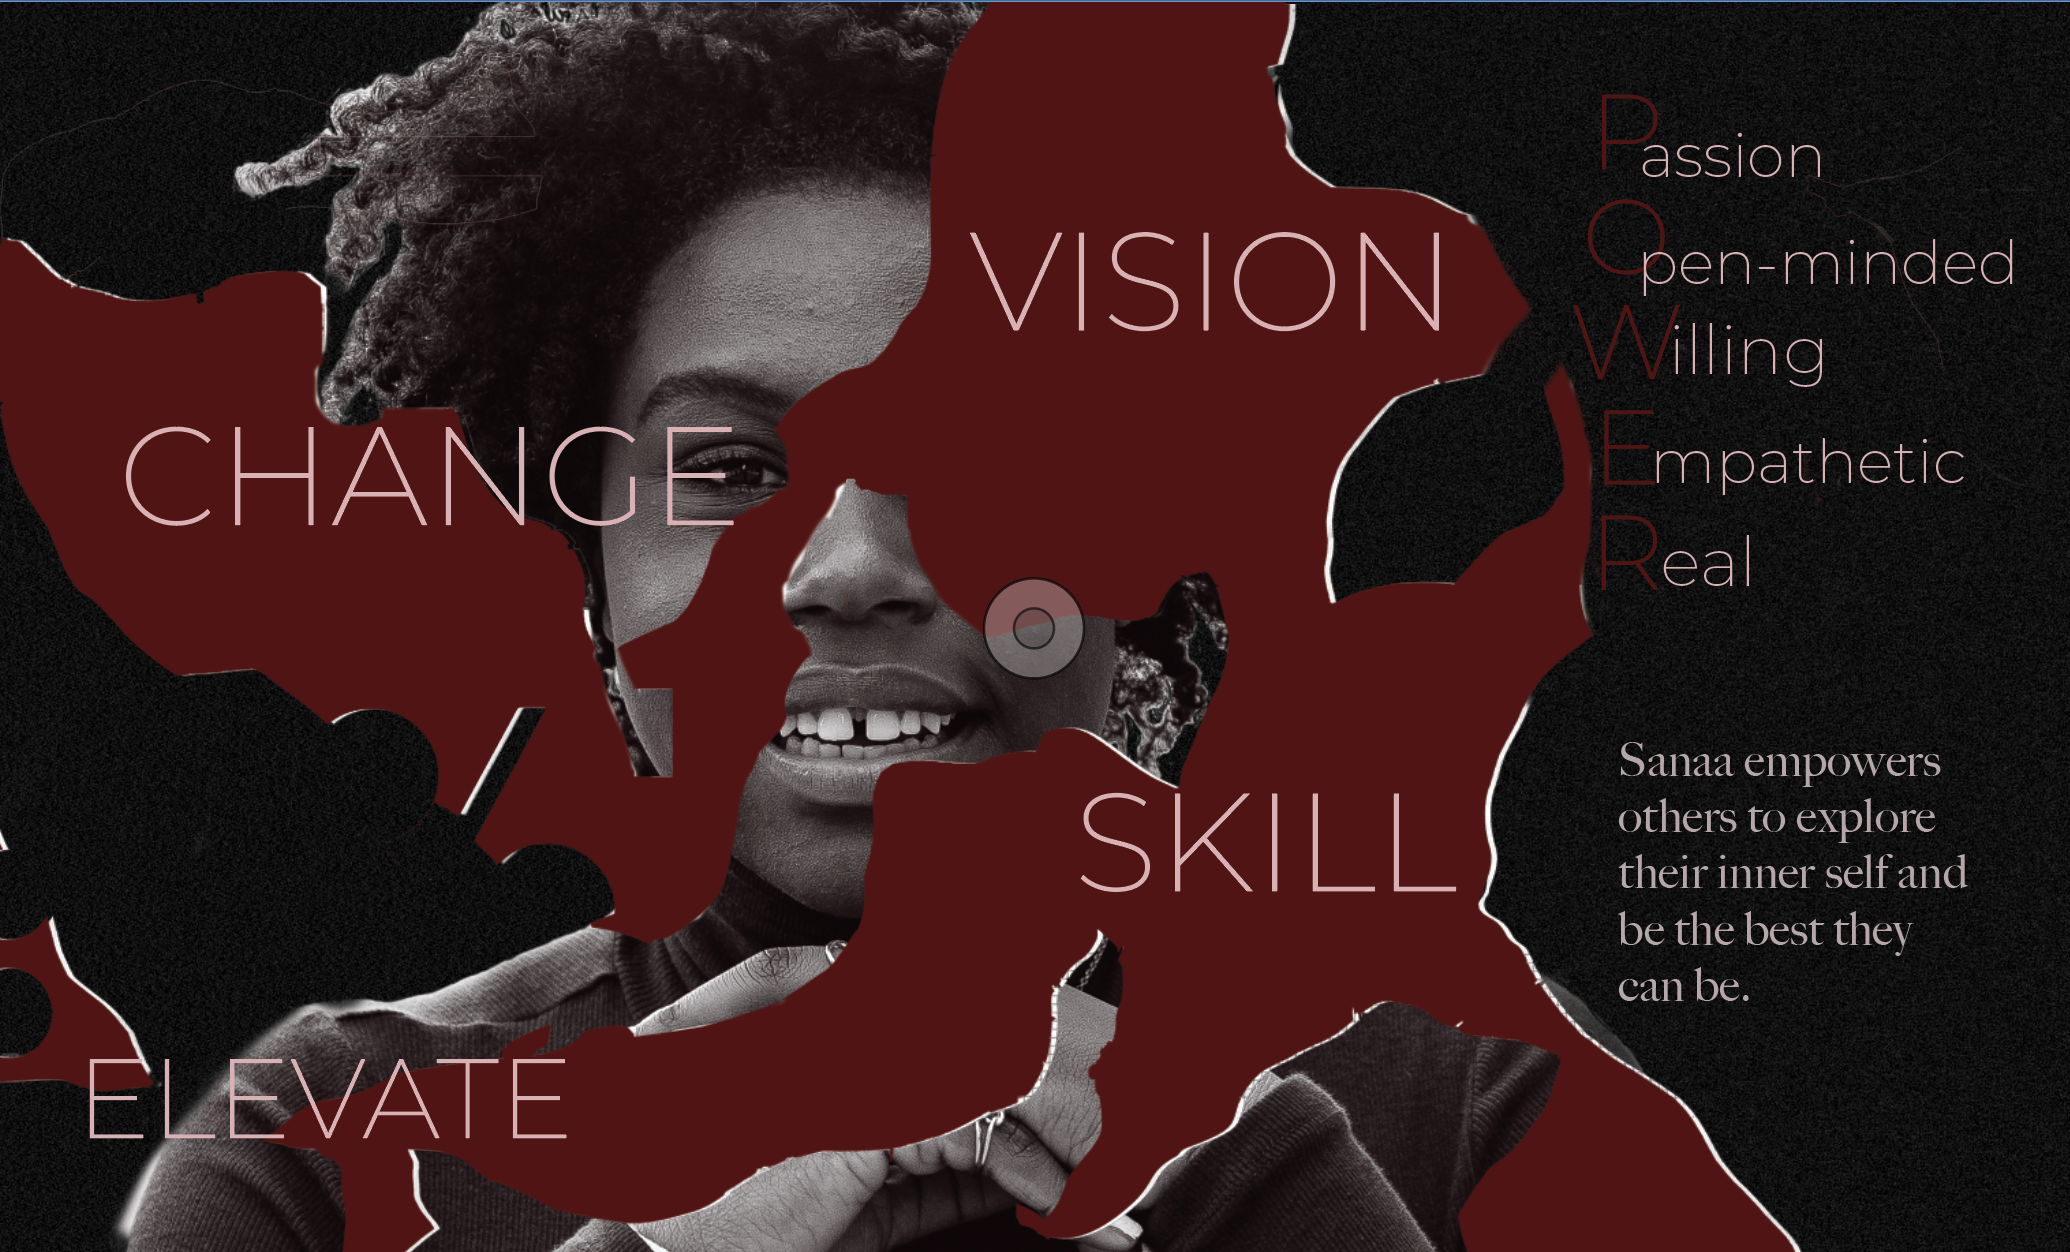 VISION
CHANGE
SKILL
ELEVATE
Passion
Open-minded
Willing
Empathetic
Real
Sanaa empowers
others to explore
their inner self and
be the best they
can be.